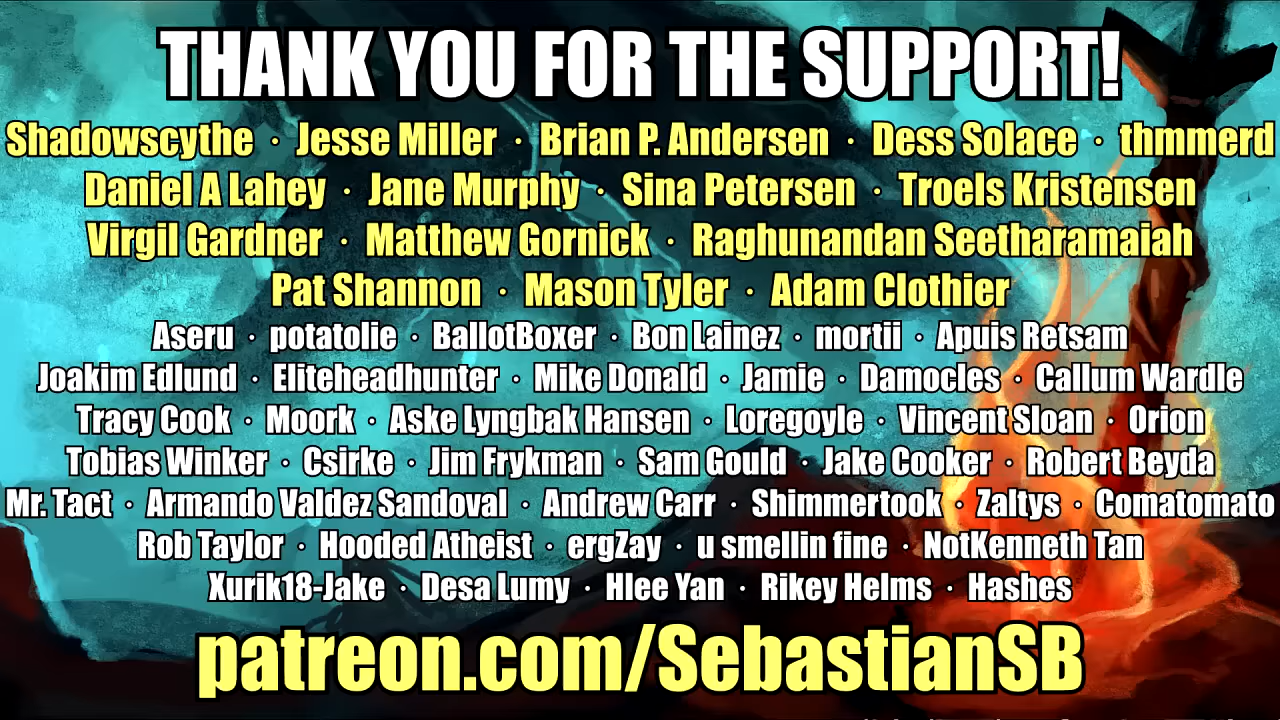 THANK YOU FOR THE SUPPORT!
Shadowscythe · Jesse Miller · Brian P. Andersen · Dess Solace · thmmerd
Daniel A Lahey · Jane Murphy · Sina Petersen · Troels Kristensen
Virgil Gardner · Matthew Gornick · Raghunandan Seetharamaiah
Pat Shannon · Mason Tyler · Adam Clothier
Aseru · potatolie · BallotBoxer · Bon Lainez · mortii · Apuis Retsam
Joakim Edlund · Eliteheadhunter · Mike Donald · Jamie · Damocles · Callum Wardle
Tracy Cook · Moork · Aske Lyngbak Hansen · Loregoyle · Vincent Sloan · Orion
Tobias Winker · Csirke · Jim Frykman · Sam Gould · Jake Cooker · Robert Beyda
Mr. Tact · Armando Valdez Sandoval · Andrew Carr · Shimmertook · Zaltys · Comatomato
Rob Taylor · Hooded Atheist · ergZay · u smellin fine · NotKenneth Tan
Xurik18-Jake · Desa Lumy · Hlee Yan · Rikey Helms · Hashes
patreon.com/SebastianSB